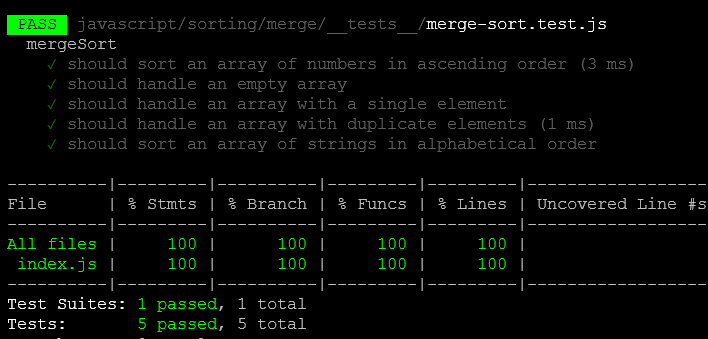 PASS javascript/sorting/merge/__tests__/merge-sort.test.js
mergeSort
✓ should sort an array of numbers in ascending order (3 ms)
✓ should handle an empty array
✓ should handle an array with a single element
✓ should handle an array with duplicate elements (1 ms)
✓ should sort an array of strings in alphabetical order
----------|---------|----------|---------|---------|-------------------
File      | % Stmts | % Branch | % Funcs | % Lines | Uncovered Line #s
----------|---------|----------|---------|---------|-------------------
All files |     100 |      100 |     100 |     100 |
 index.js |     100 |      100 |     100 |     100 |
----------|---------|----------|---------|---------|-------------------
Test Suites: 1 passed, 1 total
Tests:       5 passed, 5 total